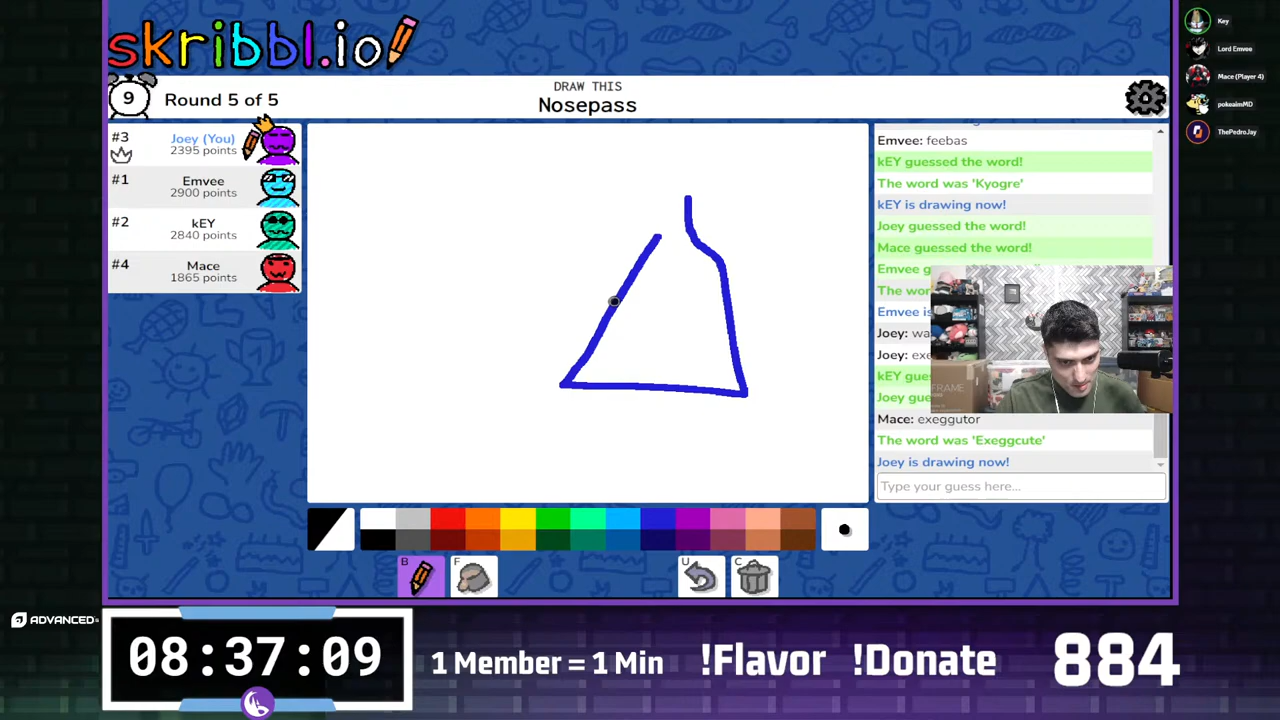 skribbl.io
Key
Lord Emvee
Mace (Player 4)
pokeaimMD
ThePedroJay
9
Round 5 of 5
DRAW THIS
Nosepass
#3
Joey (You)
2395 points
#1
Emvee
2900 points
#2
kEY
2840 points
#4
Mace
1865 points
Emvee: feebas
kEY guessed the word!
The word was 'Kyogre'
kEY is drawing now!
Joey guessed the word!
Mace guessed the word!
Emvee g
The wor
Emvee is
Joey: wa
Joey: exe
kEY gues
Joey gue
Mace: exeggutor
The word was 'Exeggcute'
Joey is drawing now!
Type your guess here...
B
F
U
C
ADVANCED
08:37:09
1 Member = 1 Min
!Flavor
!Donate
884